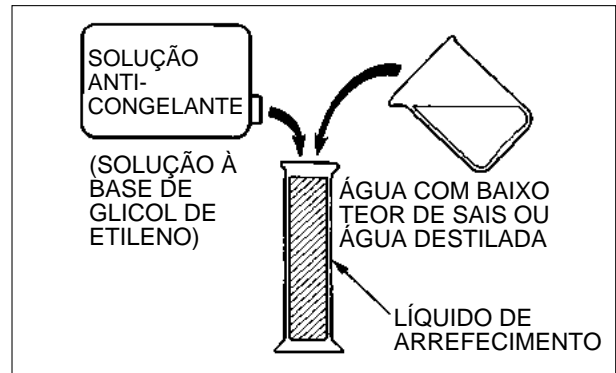 SOLUÇÃO
ANTI-
CONGELANTE
(SOLUÇÃO À
BASE DE
GLICOL DE
ETILENO)
ÁGUA COM BAIXO
TEOR DE SAIS OU
ÁGUA DESTILADA
LÍQUIDO DE
ARREFECIMENTO